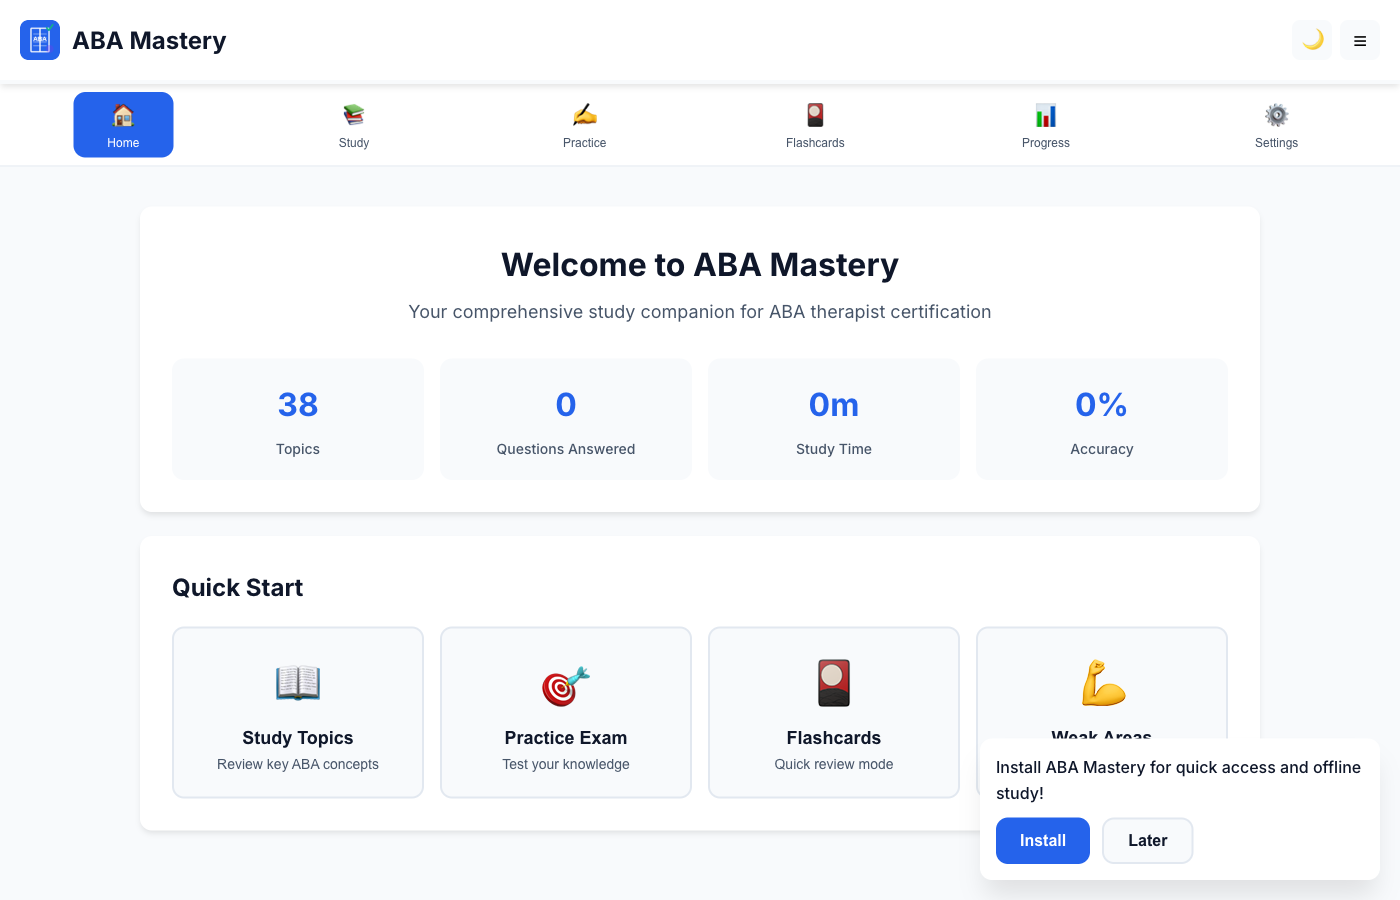 ABA
ABA Mastery
Home
Study
Practice
Flashcards
Progress
Settings
Welcome to ABA Mastery
Your comprehensive study companion for ABA therapist certification
38
0
0m
0%
Topics
Questions Answered
Study Time
Accuracy
Quick Start
Study Topics
Practice Exam
Flashcards
Weak Areas
Review key ABA concepts
Test your knowledge
Quick review mode
Install ABA Mastery for quick access and offline
study!
Install
Later